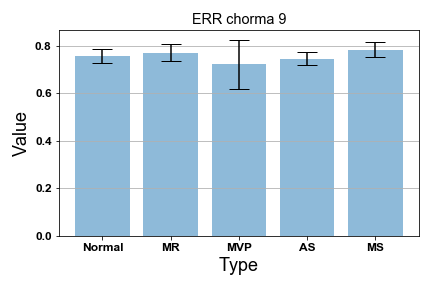 ERR chorma 9
Value
0.8
0.6
0.4
0.2
0.0
Normal MR MVP AS MS
Type